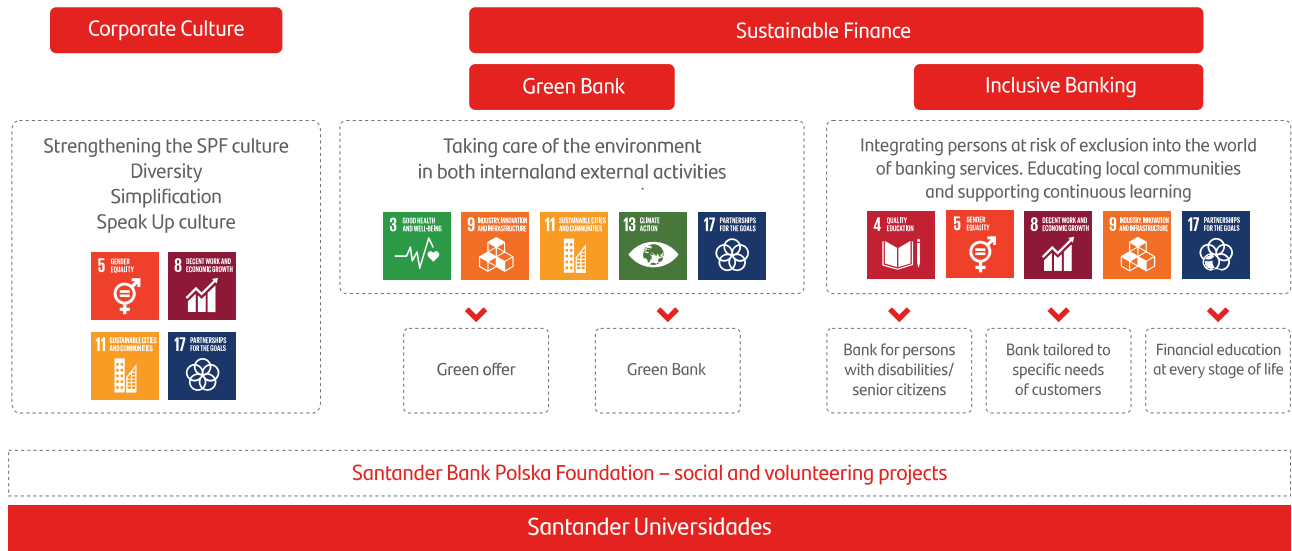 Corporate Culture
Sustainable Finance
Green Bank
Inclusive Banking
Strengthening the SPF culture
Diversity
Simplification
Speak Up culture
5 GENDER
EQUALITY
8 DECENT WORK AND
ECONOMIC GROWTH
11 SUSTAINABLE CITIES
AND COMMUNITIES
17 PARTNERSHIPS
FOR THE GOALS
Taking care of the environment
in both internaland external activities
3 GOOD HEALTH
AND WELL-BEING
9 INDUSTRY, INNOVATION
AND INFRASTRUCTURE
11 SUSTAINABLE CITIES
AND COMMUNITIES
13 CLIMATE
ACTION
17 PARTNERSHIPS
FOR THE GOALS
Green offer
Green Bank
Integrating persons at risk of exclusion into the world
of banking services. Educating local communities
and supporting continuous learning
4 QUALITY
EDUCATION
5 GENDER
EQUALITY
8 DECENT WORK AND
ECONOMIC GROWTH
9 INDUSTRY, INNOVATION
AND INFRASTRUCTURE
17 PARTNERSHIPS
FOR THE GOALS
Bank for persons
with disabilities/
senior citizens
Bank tailored to
specific needs
of customers
Financial education
at every stage of life
Santander Bank Polska Foundation – social and volunteering projects
Santander Universidades